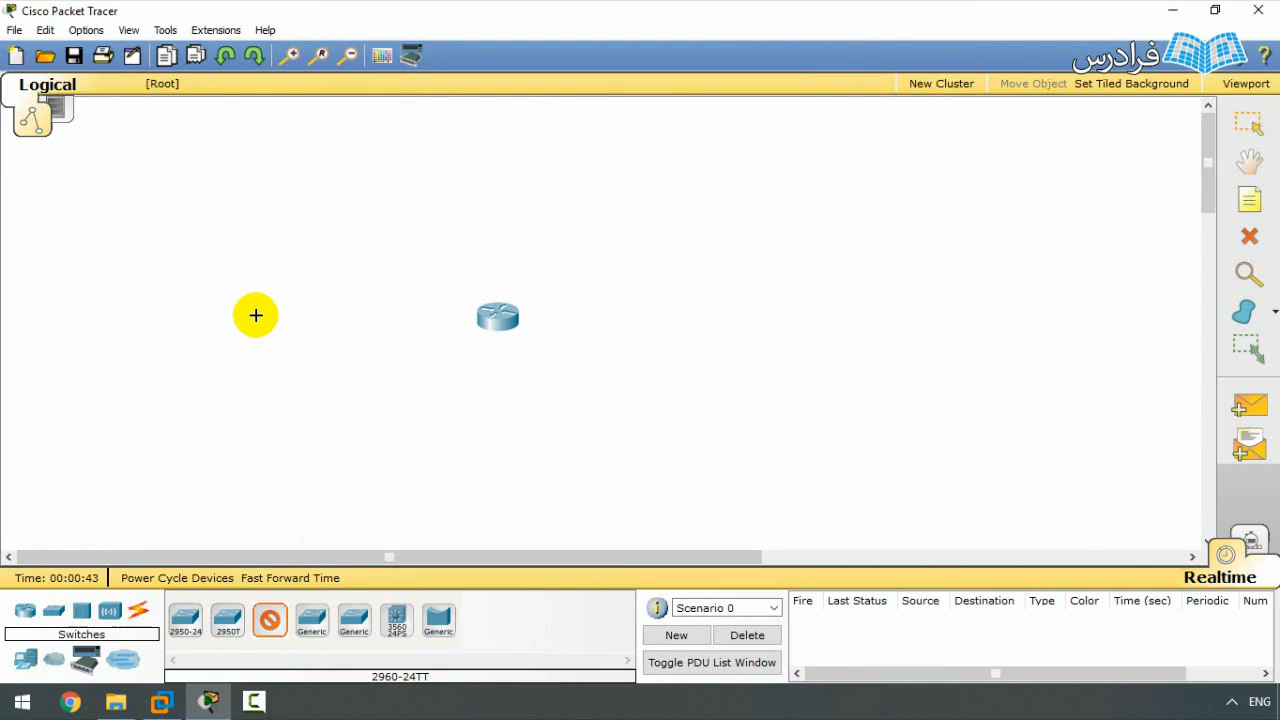 Cisco Packet Tracer
File Edit Options View Tools Extensions Help
فرادرس
Logical [Root] New Cluster Move Object Set Tiled Background Viewport
Time: 00:00:43 Power Cycle Devices Fast Forward Time
Realtime
Switches
2950-24 2950T Generic Generic 3560 24PS Generic
2960-24TT
Scenario 0
New Delete
Toggle PDU List Window
Fire Last Status Source Destination Type Color Time (sec) Periodic Num
ENG